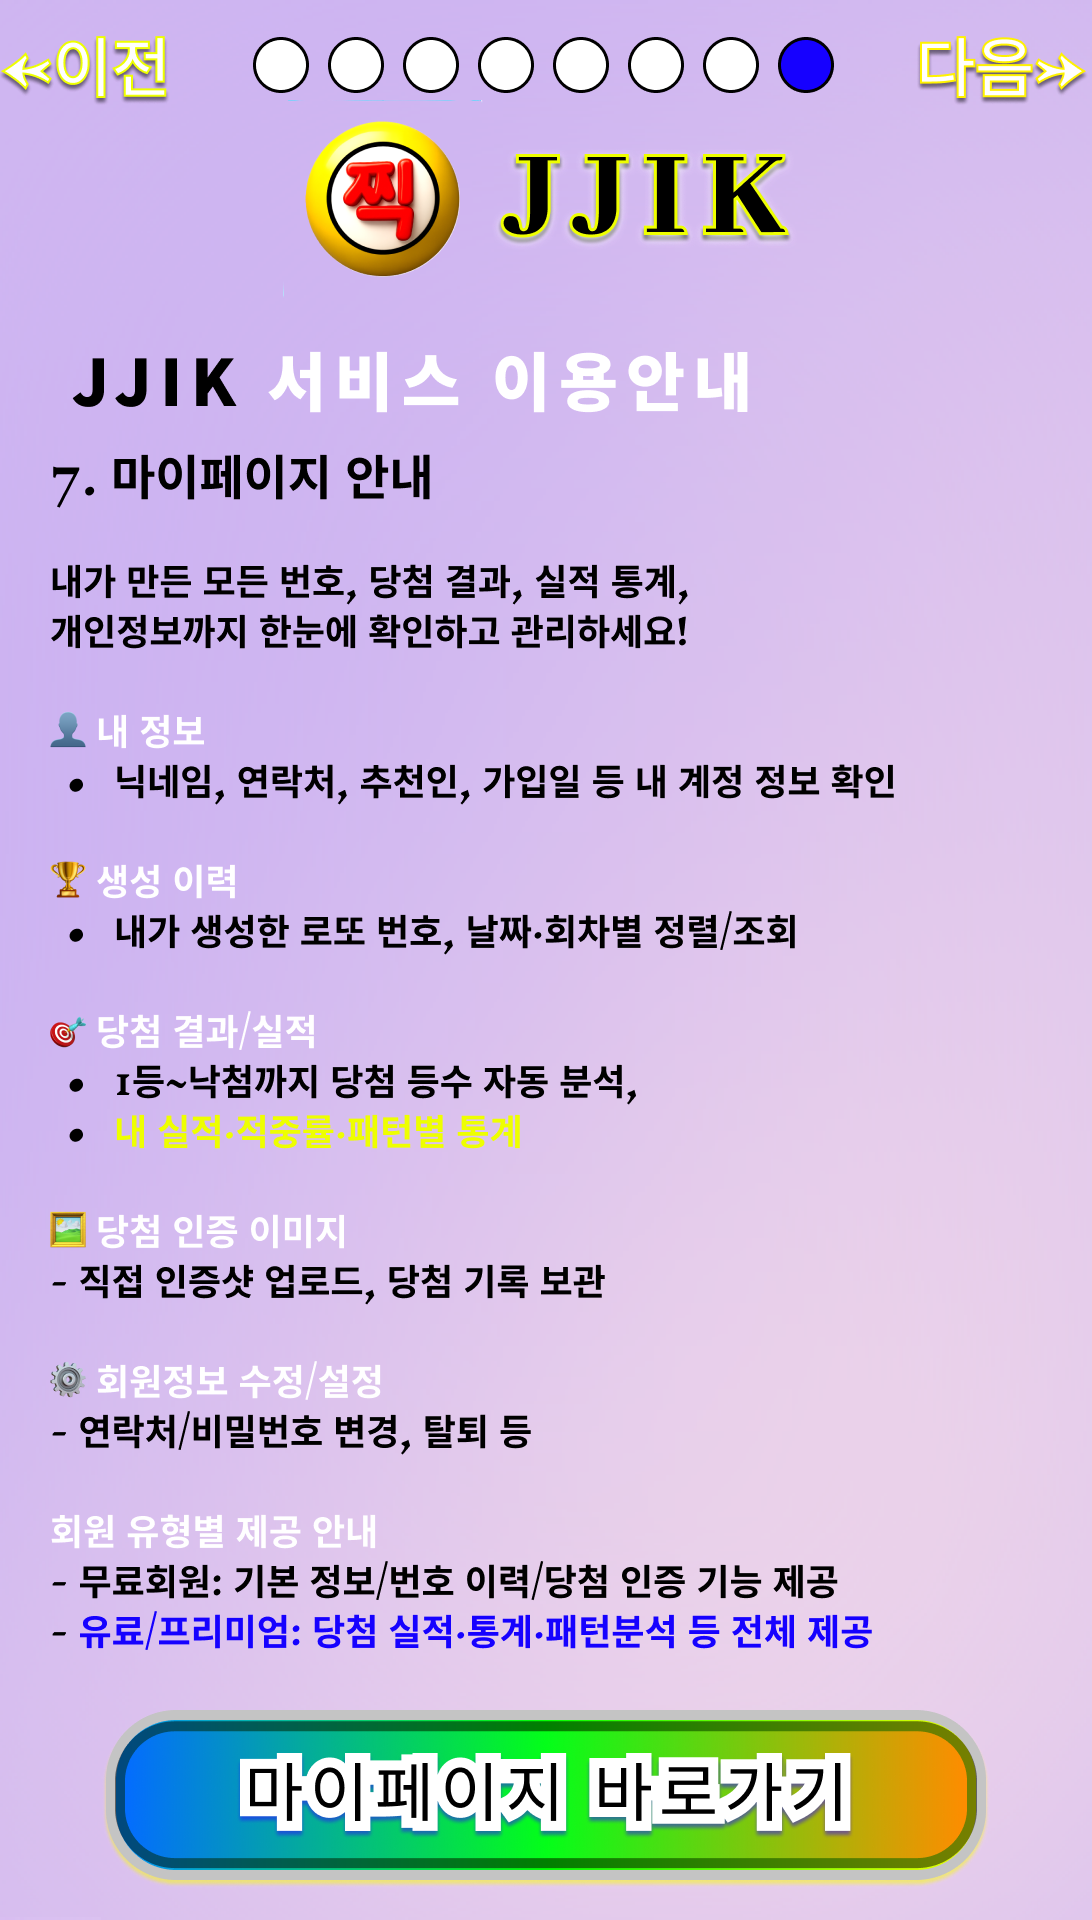 ↞이전
다음↠
찍 JJIK
JJIK 서비스 이용안내
7. 마이페이지 안내
내가 만든 모든 번호, 당첨 결과, 실적 통계,
개인정보까지 한눈에 확인하고 관리하세요!
👤 내 정보
• 닉네임, 연락처, 추천인, 가입일 등 내 계정 정보 확인
🏆 생성 이력
• 내가 생성한 로또 번호, 날짜·회차별 정렬/조회
🎯 당첨 결과/실적
• 1등~낙첨까지 당첨 등수 자동 분석,
• 내 실적·적중률·패턴별 통계
🖼️ 당첨 인증 이미지
- 직접 인증샷 업로드, 당첨 기록 보관
⚙️ 회원정보 수정/설정
- 연락처/비밀번호 변경, 탈퇴 등
회원 유형별 제공 안내
- 무료회원: 기본 정보/번호 이력/당첨 인증 기능 제공
- 유료/프리미엄: 당첨 실적·통계·패턴분석 등 전체 제공
마이페이지 바로가기